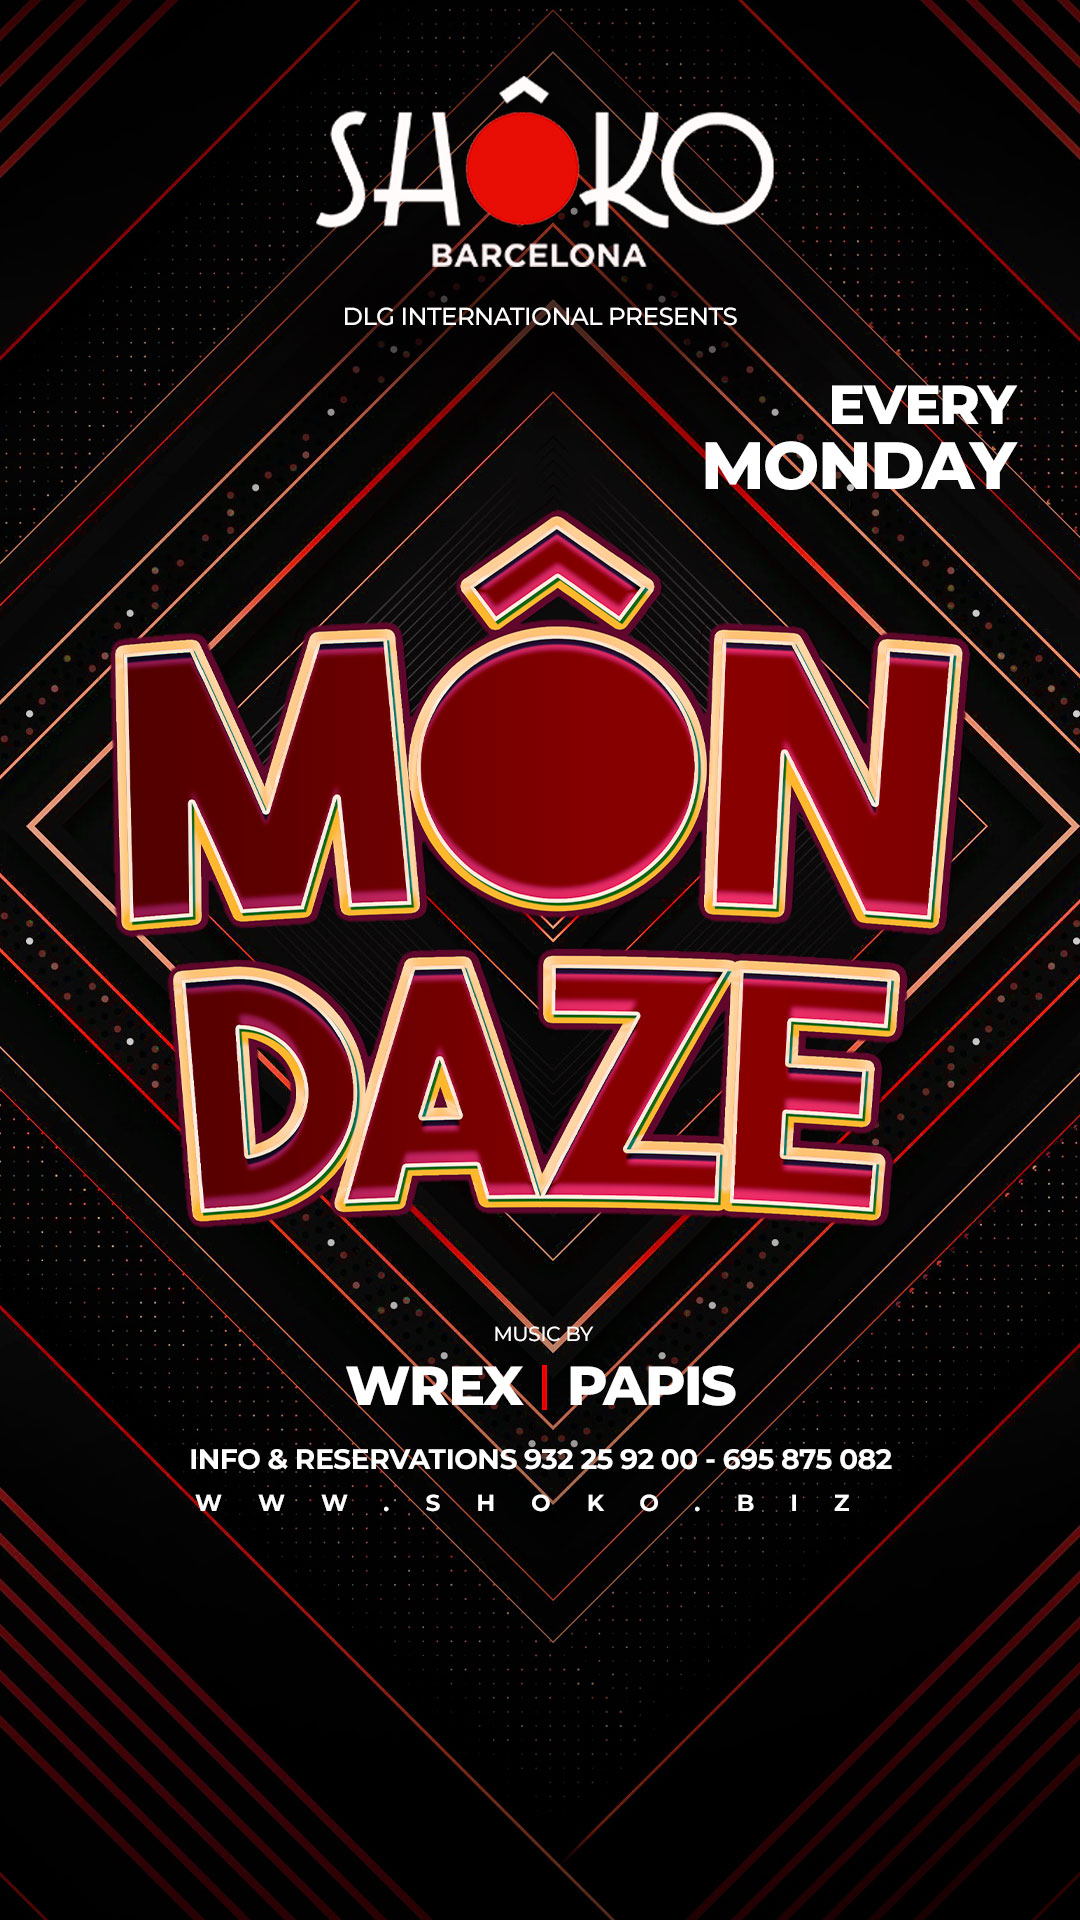 SHÔKO
BARCELONA
DLG INTERNATIONAL PRESENTS
EVERY
MONDAY
MÔN
DAZE
MUSIC BY
WREX | PAPIS
INFO & RESERVATIONS 932 25 92 00 - 695 875 082
WWW.SHOKO.BIZ